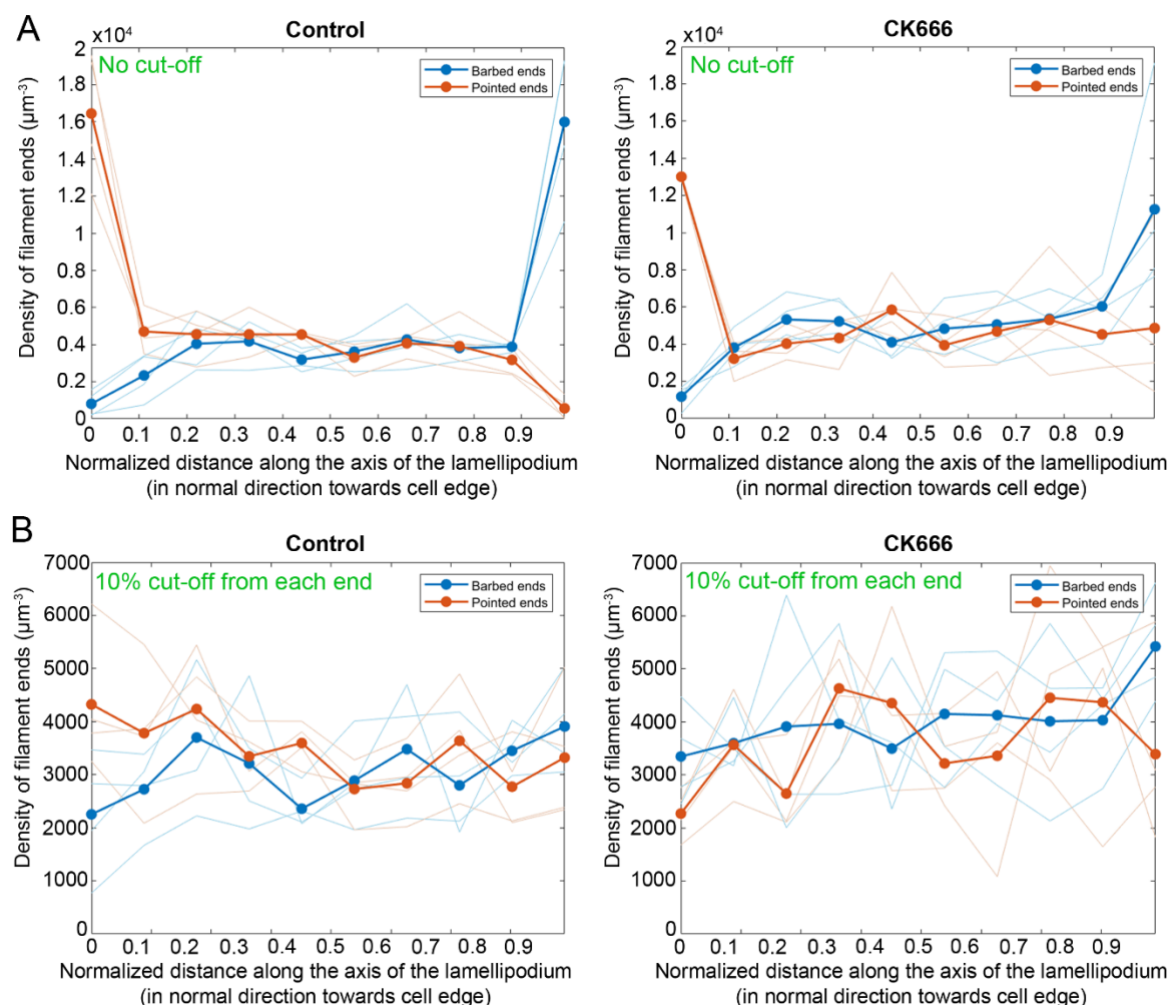 A
Control
x10⁴
No cut-off
Barbed ends
Pointed ends
2
1.8
1.6
1.4
1.2
1
0.8
0.6
0.4
0.2
0
Density of filament ends (µm⁻³)
0 0.1 0.2 0.3 0.4 0.5 0.6 0.7 0.8 0.9
Normalized distance along the axis of the lamellipodium
(in normal direction towards cell edge)
CK666
x10⁴
No cut-off
Barbed ends
Pointed ends
2
1.8
1.6
1.4
1.2
1
0.8
0.6
0.4
0.2
0
Density of filament ends (µm⁻³)
0 0.1 0.2 0.3 0.4 0.5 0.6 0.7 0.8 0.9
Normalized distance along the axis of the lamellipodium
(in normal direction towards cell edge)
B
Control
10% cut-off from each end
Barbed ends
Pointed ends
7000
6000
5000
4000
3000
2000
1000
0
Density of filament ends (µm⁻³)
0 0.1 0.2 0.3 0.4 0.5 0.6 0.7 0.8 0.9
Normalized distance along the axis of the lamellipodium
(in normal direction towards cell edge)
CK666
10% cut-off from each end
Barbed ends
Pointed ends
7000
6000
5000
4000
3000
2000
1000
0
Density of filament ends (µm⁻³)
0 0.1 0.2 0.3 0.4 0.5 0.6 0.7 0.8 0.9
Normalized distance along the axis of the lamellipodium
(in normal direction towards cell edge)